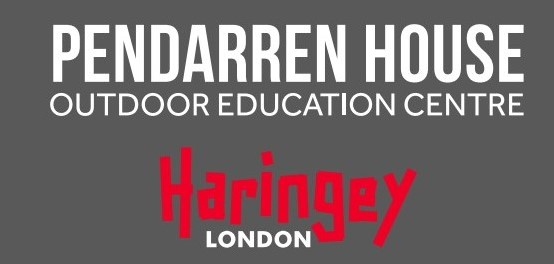 PENDARREN HOUSE
OUTDOOR EDUCATION CENTRE
Haringey
LONDON